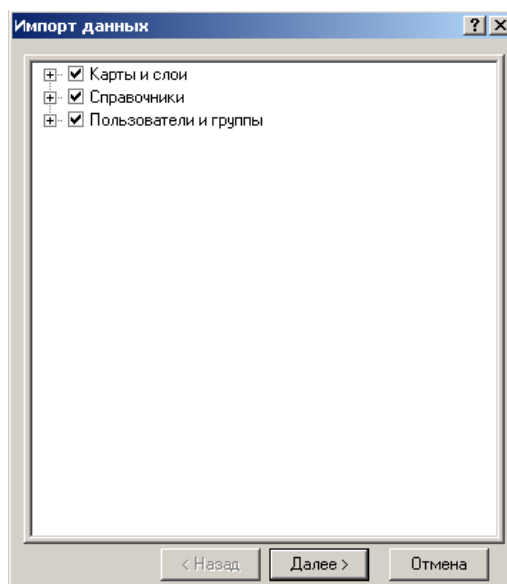 Импорт данных
Карты и слои
Справочники
Пользователи и группы
< Назад Далее > Отмена